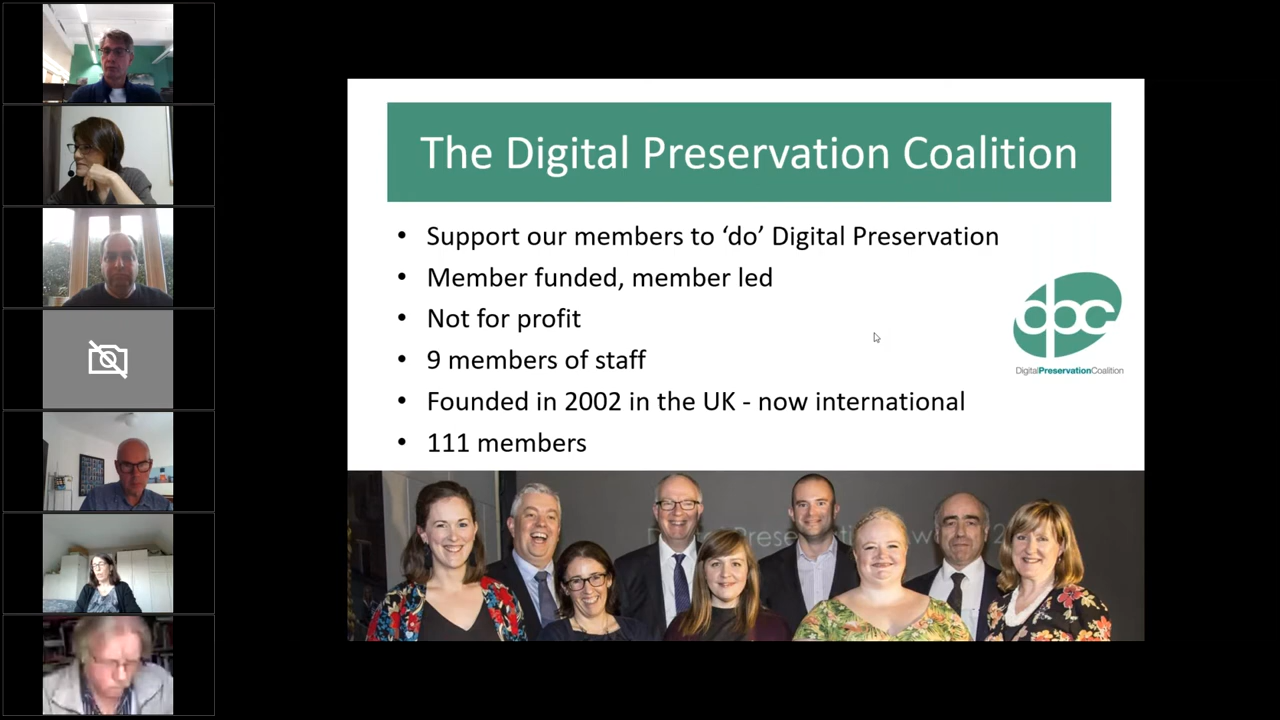 The Digital Preservation Coalition
• Support our members to ‘do’ Digital Preservation
• Member funded, member led
• Not for profit
• 9 members of staff
• Founded in 2002 in the UK - now international
• 111 members
dpc
DigitalPreservationCoalition